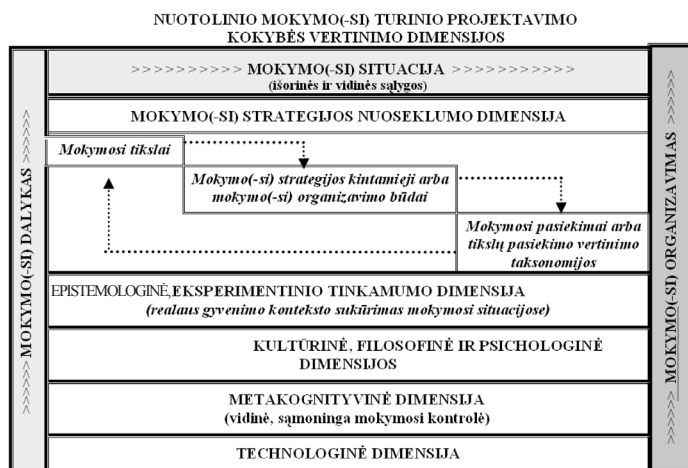 NUOTOLINIO MOKYMO(-SI) TURINIO PROJEKTAVIMO
KOKYBĖS VERTINIMO DIMENSIJOS
>>>>>>>>>> MOKYMO(-SI) SITUACIJA >>>>>>>>>>>
(išorinės ir vidinės sąlygos)
MOKYMO(-SI) STRATEGIJOS NUOSEKLUMO DIMENSIJA
Mokymosi tikslai
Mokymo(-si) strategijos kintamieji arba
mokymo(-si) organizavimo būdai
Mokymosi pasiekimai arba
tikslų pasiekimo vertinimo
taksonomijos
EPISTEMOLOGINĖ,EKSPERIMENTINIO TINKAMUMO DIMENSIJA
(realaus gyvenimo konteksto sukūrimas mokymosi situacijose)
KULTŪRINĖ, FILOSOFINĖ IR PSICHOLOGINĖ
DIMENSIJOS
METAKOGNITYVINĖ DIMENSIJA
(vidinė, sąmoninga mokymosi kontrolė)
TECHNOLOGINĖ DIMENSIJA
>>>>>> MOKYMO(-SI) DALYKAS >>>>>>
>>>>>> MOKYMO(-SI) ORGANIZAVIMAS >>>>>>